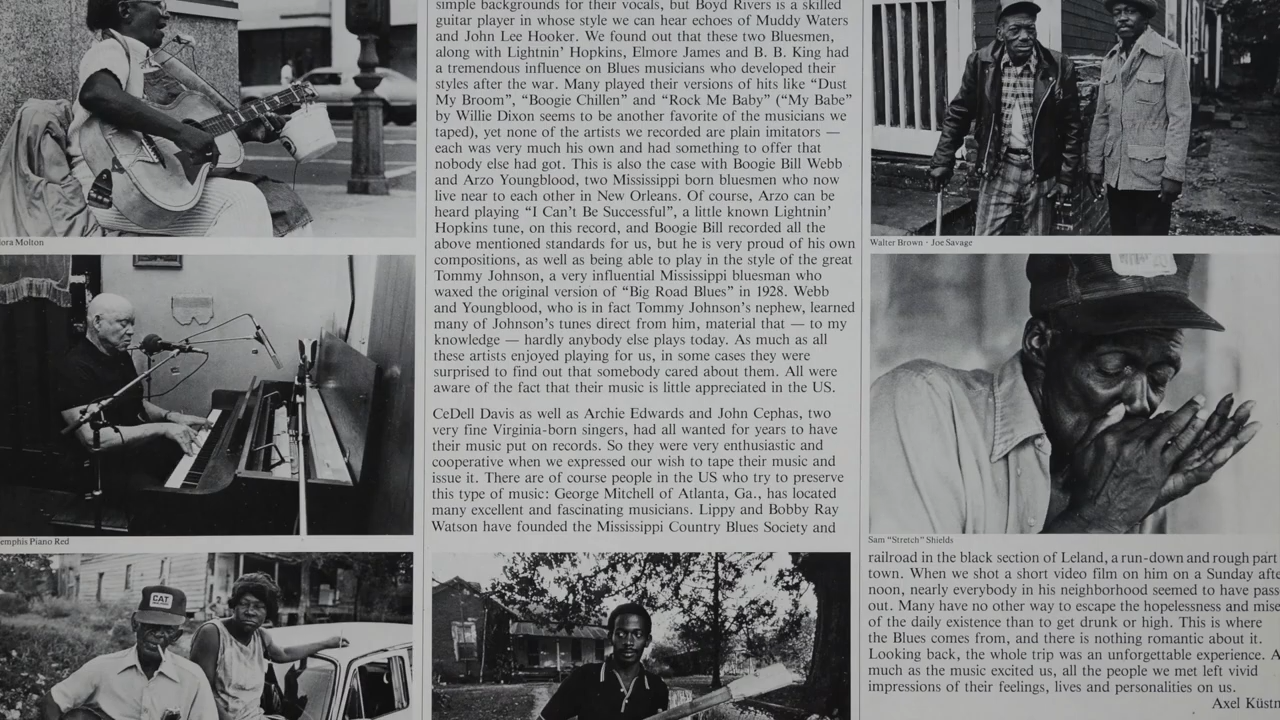 Molton
Memphis Piano Red
CAT
simple backgrounds for their vocals, but Boyd Rivers is a skilled
guitar player in whose style we can hear echoes of Muddy Waters
and John Lee Hooker. We found out that these two Bluesmen,
along with Lightnin' Hopkins, Elmore James and B. B. King had
a tremendous influence on Blues musicians who developed their
styles after the war. Many played their versions of hits like “Dust
My Broom”, “Boogie Chillen” and “Rock Me Baby” (“My Babe”
by Willie Dixon seems to be another favorite of the musicians we
taped), yet none of the artists we recorded are plain imitators —
each was very much his own and had something to offer that
nobody else had got. This is also the case with Boogie Bill Webb
and Arzo Youngblood, two Mississippi born bluesmen who now
live near to each other in New Orleans. Of course, Arzo can be
heard playing “I Can't Be Successful”, a little known Lightnin'
Hopkins tune, on this record, and Boogie Bill recorded all the
above mentioned standards for us, but he is very proud of his own
compositions, as well as being able to play in the style of the great
Tommy Johnson, a very influential Mississippi bluesman who
waxed the original version of “Big Road Blues” in 1928. Webb
and Youngblood, who is in fact Tommy Johnson's nephew, learned
many of Johnson's tunes direct from him, material that — to my
knowledge — hardly anybody else plays today. As much as all
these artists enjoyed playing for us, in some cases they were
surprised to find out that somebody cared about them. All were
aware of the fact that their music is little appreciated in the US.
CeDell Davis as well as Archie Edwards and John Cephas, two
very fine Virginia-born singers, had all wanted for years to have
their music put on records. So they were very enthusiastic and
cooperative when we expressed our wish to tape their music and
issue it. There are of course people in the US who try to preserve
this type of music: George Mitchell of Atlanta, Ga., has located
many excellent and fascinating musicians. Lippy and Bobby Ray
Watson have founded the Mississippi Country Blues Society and
Walter Brown · Joe Savage
Sam “Stretch” Shields
railroad in the black section of Leland, a run-down and rough part
town. When we shot a short video film on him on a Sunday afte
noon, nearly everybody in his neighborhood seemed to have pass
out. Many have no other way to escape the hopelessness and mise
of the daily existence than to get drunk or high. This is where
the Blues comes from, and there is nothing romantic about it.
Looking back, the whole trip was an unforgettable experience. A
much as the music excited us, all the people we met left vivid
impressions of their feelings, lives and personalities on us.
Axel Küstn